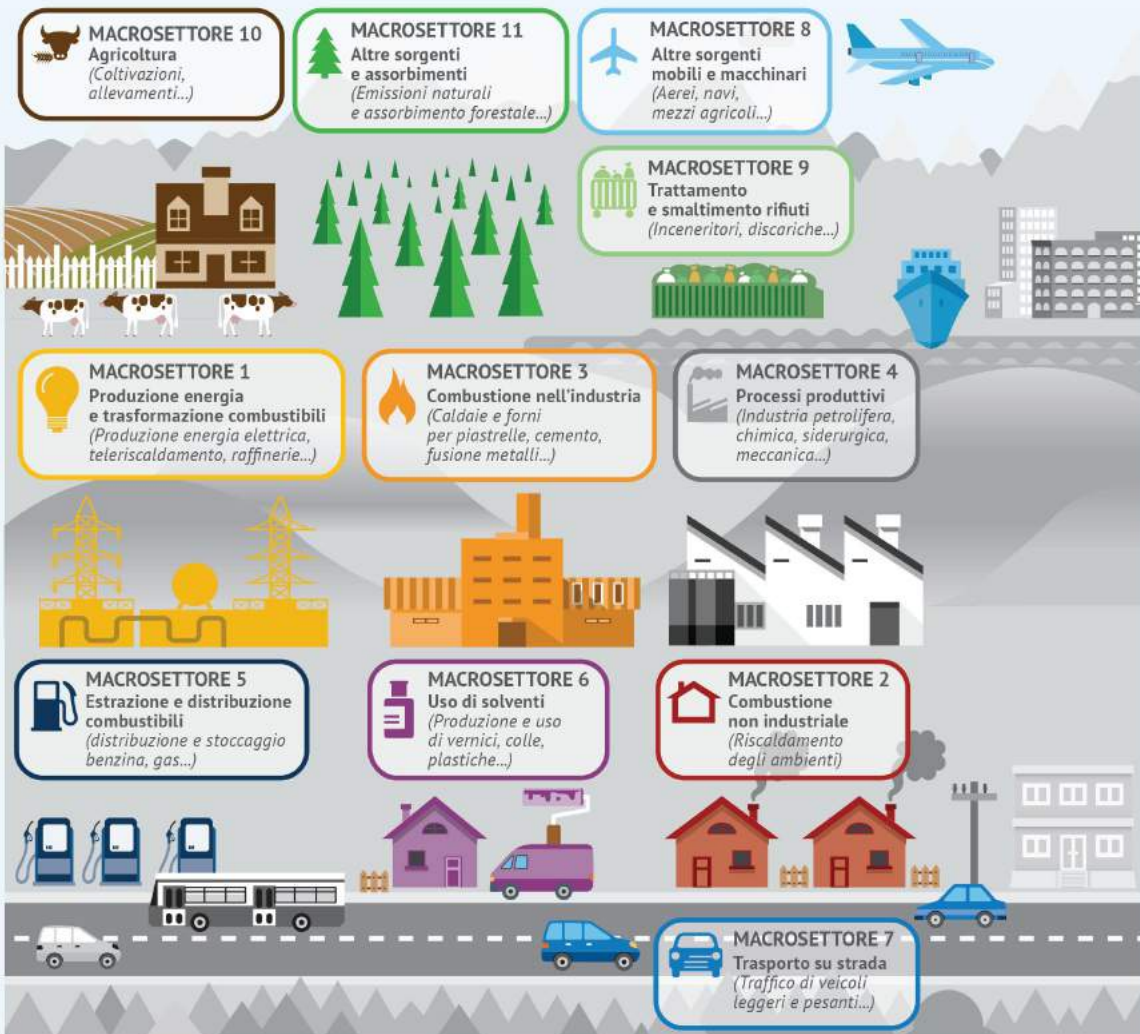 MACROSETTORE 10
Agricoltura
(Coltivazioni,
allevamenti...)
MACROSETTORE 11
Altre sorgenti
e assorbimenti
(Emissioni naturali
e assorbimento forestale...)
MACROSETTORE 8
Altre sorgenti
mobili e macchinari
(Aerei, navi,
mezzi agricoli...)
MACROSETTORE 9
Trattamento
e smaltimento rifiuti
(Inceneritori, discariche...)
MACROSETTORE 1
Produzione energia
e trasformazione combustibili
(Produzione energia elettrica,
teleriscaldamento, raffinerie...)
MACROSETTORE 3
Combustione nell'industria
(Caldaie e forni
per piastrelle, cemento,
fusione metalli...)
MACROSETTORE 4
Processi produttivi
(Industria petrolifera,
chimica, siderurgica,
meccanica...)
MACROSETTORE 5
Estrazione e distribuzione
combustibili
(distribuzione e stoccaggio
benzina, gas...)
MACROSETTORE 6
Uso di solventi
(Produzione e uso
di vernici, colle,
plastiche...)
MACROSETTORE 2
Combustione
non industriale
(Riscaldamento
degli ambienti)
MACROSETTORE 7
Trasporto su strada
(Traffico di veicoli
leggeri e pesanti...)